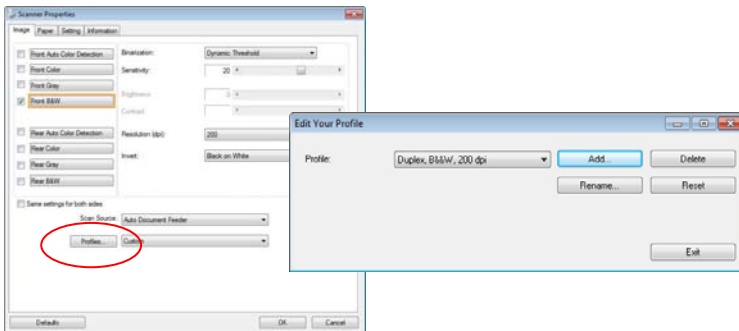 Scanner Properties
Image Paper Setting Information
Front Auto Color Detection
Front Color
Front Gray
Front B&W
Rear Auto Color Detection
Rear Color
Rear Gray
Rear B&W
Binarization: Dynamic Threshold
Sensitivity: 20
Brightness: 0
Contrast:
Resolution (dpi): 200
Invert: Black on White
Same settings for both sides
Scan Source: Auto Document Feeder
Profiles... Custom
Defaults OK Cancel
Edit Your Profile
Profile: Duplex, B&W, 200 dpi Add... Delete
Rename... Reset
Exit